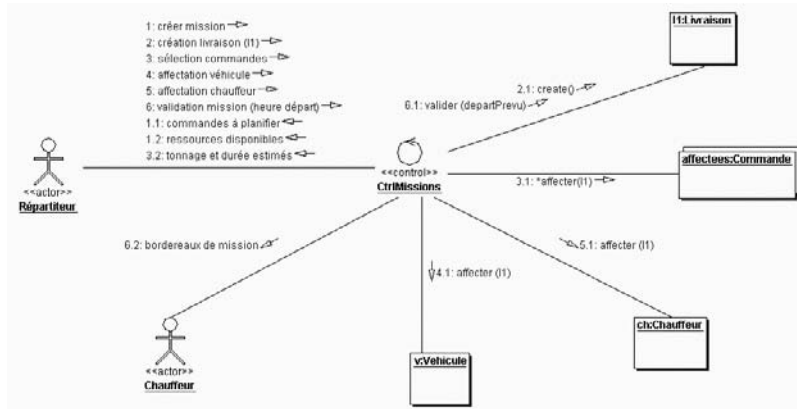 1: créer mission
2: création livraison (l1)
3: sélection commandes
4: affectation véhicule
5: affectation chauffeur
6: validation mission (heure départ)
1.1: commandes à planifier
1.2: ressources disponibles
3.2: tonnage et durée estimés
l1:Livraison
2.1: create()
6.1: valider (departPrevu)
<<actor>>
Répartiteur
<<control>>
CtrlMissions
affectees:Commande
3.1: *affecter(l1)
6.2: bordereaux de mission
4.1: affecter (l1)
5.1: affecter (l1)
<<actor>>
Chauffeur
v:Vehicule
ch:Chauffeur